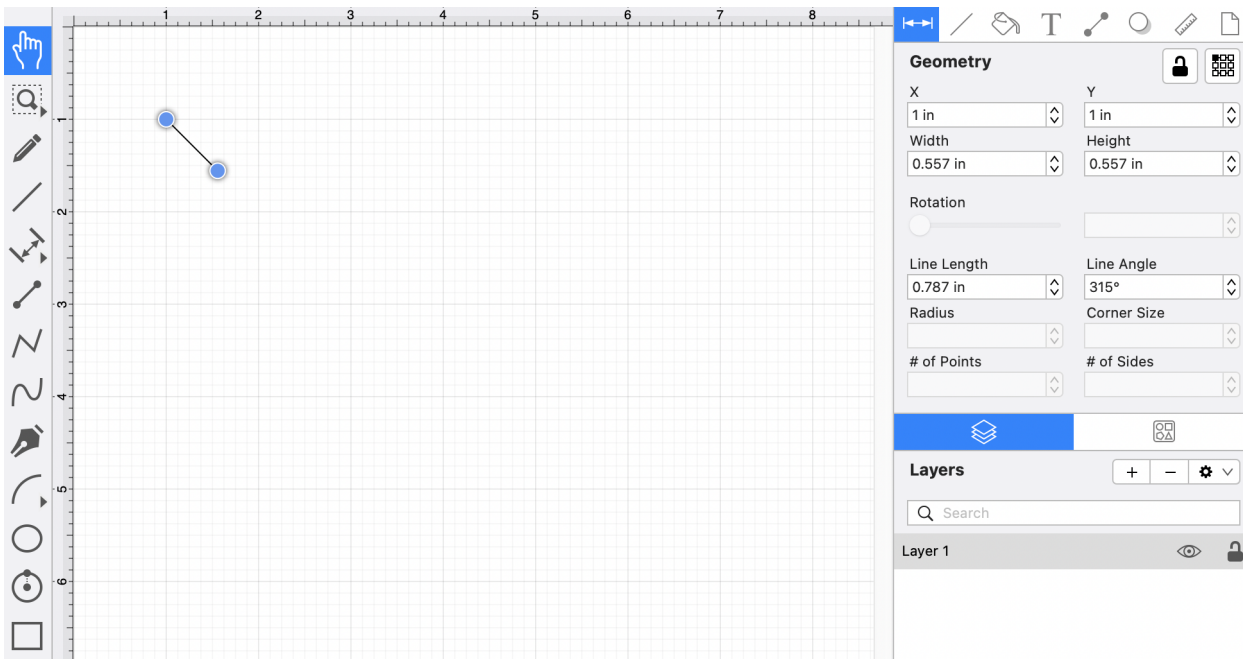 1 2 3 4 5 6 7 8
1
2
3
4
5
6
T
Geometry
X Y
1 in 1 in
Width Height
0.557 in 0.557 in
Rotation
Line Length Line Angle
0.787 in 315°
Radius Corner Size
# of Points # of Sides
Layers + −
Search
Layer 1